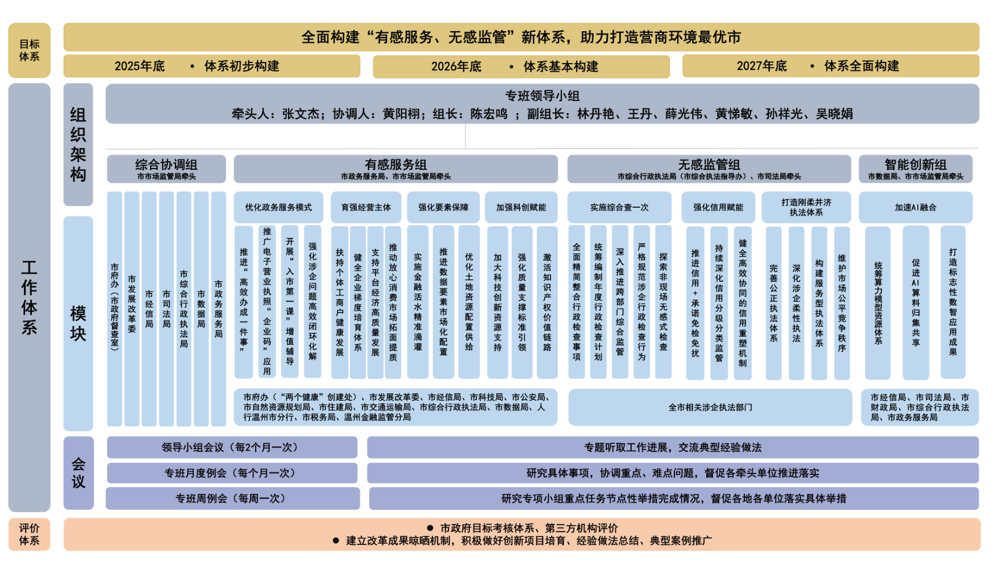 目标
体系
全面构建“有感服务、无感监管”新体系，助力打造营商环境最优市
2025年底 • 体系初步构建
2026年底 • 体系基本构建
2027年底 • 体系全面构建
工作体系
组织架构
专班领导小组
牵头人：张文杰；协调人：黄阳栩；组长：陈宏鸣 ；副组长：林丹艳、王丹、薛光伟、黄悌敏、孙祥光、吴晓娟
综合协调组
市市场监管局牵头
有感服务组
市政务服务局、市市场监管局牵头
无感监管组
市综合行政执法局（市综合执法指导办）、市司法局牵头
智能创新组
市数据局、市市场监管局牵头
模块
市府办（市政府督查室）
市发展改革委
市经信局
市司法局
市综合行政执法局
市数据局
市政务服务局
优化政务服务模式
育强经营主体
强化要素保障
加强科创赋能
实施综合查一次
强化信用赋能
打造刚柔并济
执法体系
加速AI融合
推进“高效办成一件事”
推广电子营业执照“企业码”应用
开展“入市第一课”增值辅导
强化涉企问题高效闭环化解
扶持个体工商户健康发展
健全企业梯度培育体系
支持平台经济高质量发展
推动放心消费市场拓面提质
实施金融活水精准滴灌
推进数据要素市场化配置
优化土地资源配置供给
加大科技创新资源支持
强化质量支撑标准引领
激活知识产权价值链路
全面精简整合行政检查事项
统筹编制年度行政检查计划
深入推进跨部门综合监管
严格规范涉企行政检查行为
探索非现场无感式检查
推进信用+承诺免检免扰
持续深化信用分级分类监管
健全高效协同的信用重塑机制
完善公正执法体系
深化涉企柔性执法
构建服务型执法体系
维护市场公平竞争秩序
统筹算力模型资源体系
促进AI算料归集共享
打造标志性数智应用成果
市府办（“两个健康”创建处）、市发展改革委、市经信局、市科技局、市公安局、
市自然资源规划局、市住建局、市交通运输局、市综合行政执法局、市数据局、人
行温州市分行、市税务局、温州金融监管分局
全市相关涉企执法部门
市经信局、市司法局、市
财政局、市综合行政执法
局、市政务服务局
会议
领导小组会议（每2个月一次）
专题听取工作进展，交流典型经验做法
专班月度例会（每个月一次）
研究具体事项，协调重点、难点问题，督促各牵头单位推进落实
专班周例会（每周一次）
研究专项小组重点任务节点性举措完成情况，督促各地各单位落实具体举措
评价
体系
● 市政府目标考核体系、第三方机构评价
● 建立改革成果晾晒机制，积极做好创新项目培育、经验做法总结、典型案例推广